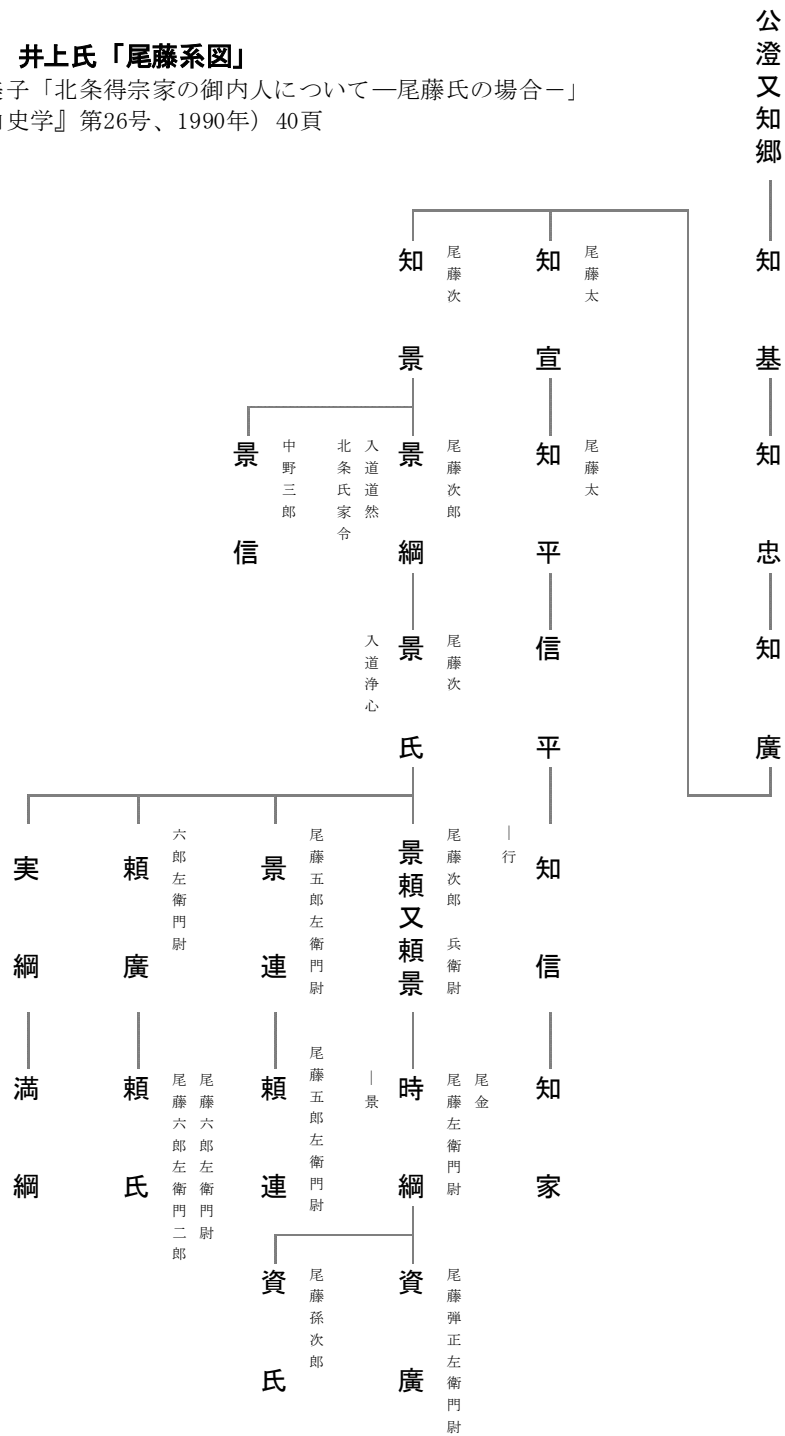 井上氏「尾藤系図」
子「北条得宗家の御内人について―尾藤氏の場合－」
史学』第26号、1990年）40頁
公澄又知郷
知基
知忠
知廣
尾藤太
知宣
尾藤太
知平
信平
知信
｜行
知家
尾藤次
知景
尾藤次郎
景綱
入道道然
北条氏家令
中野三郎
景信
尾藤次
景氏
入道浄心
尾藤次郎　兵衛尉
景頼又頼景
尾金
尾藤左衛門尉
時綱
｜景
尾藤弾正左衛門尉
資廣
尾藤孫次郎
資氏
尾藤五郎左衛門尉
景連
尾藤五郎左衛門尉
頼連
六郎左衛門尉
頼廣
尾藤六郎左衛門尉
尾藤六郎左衛門二郎
頼氏
実綱
満綱